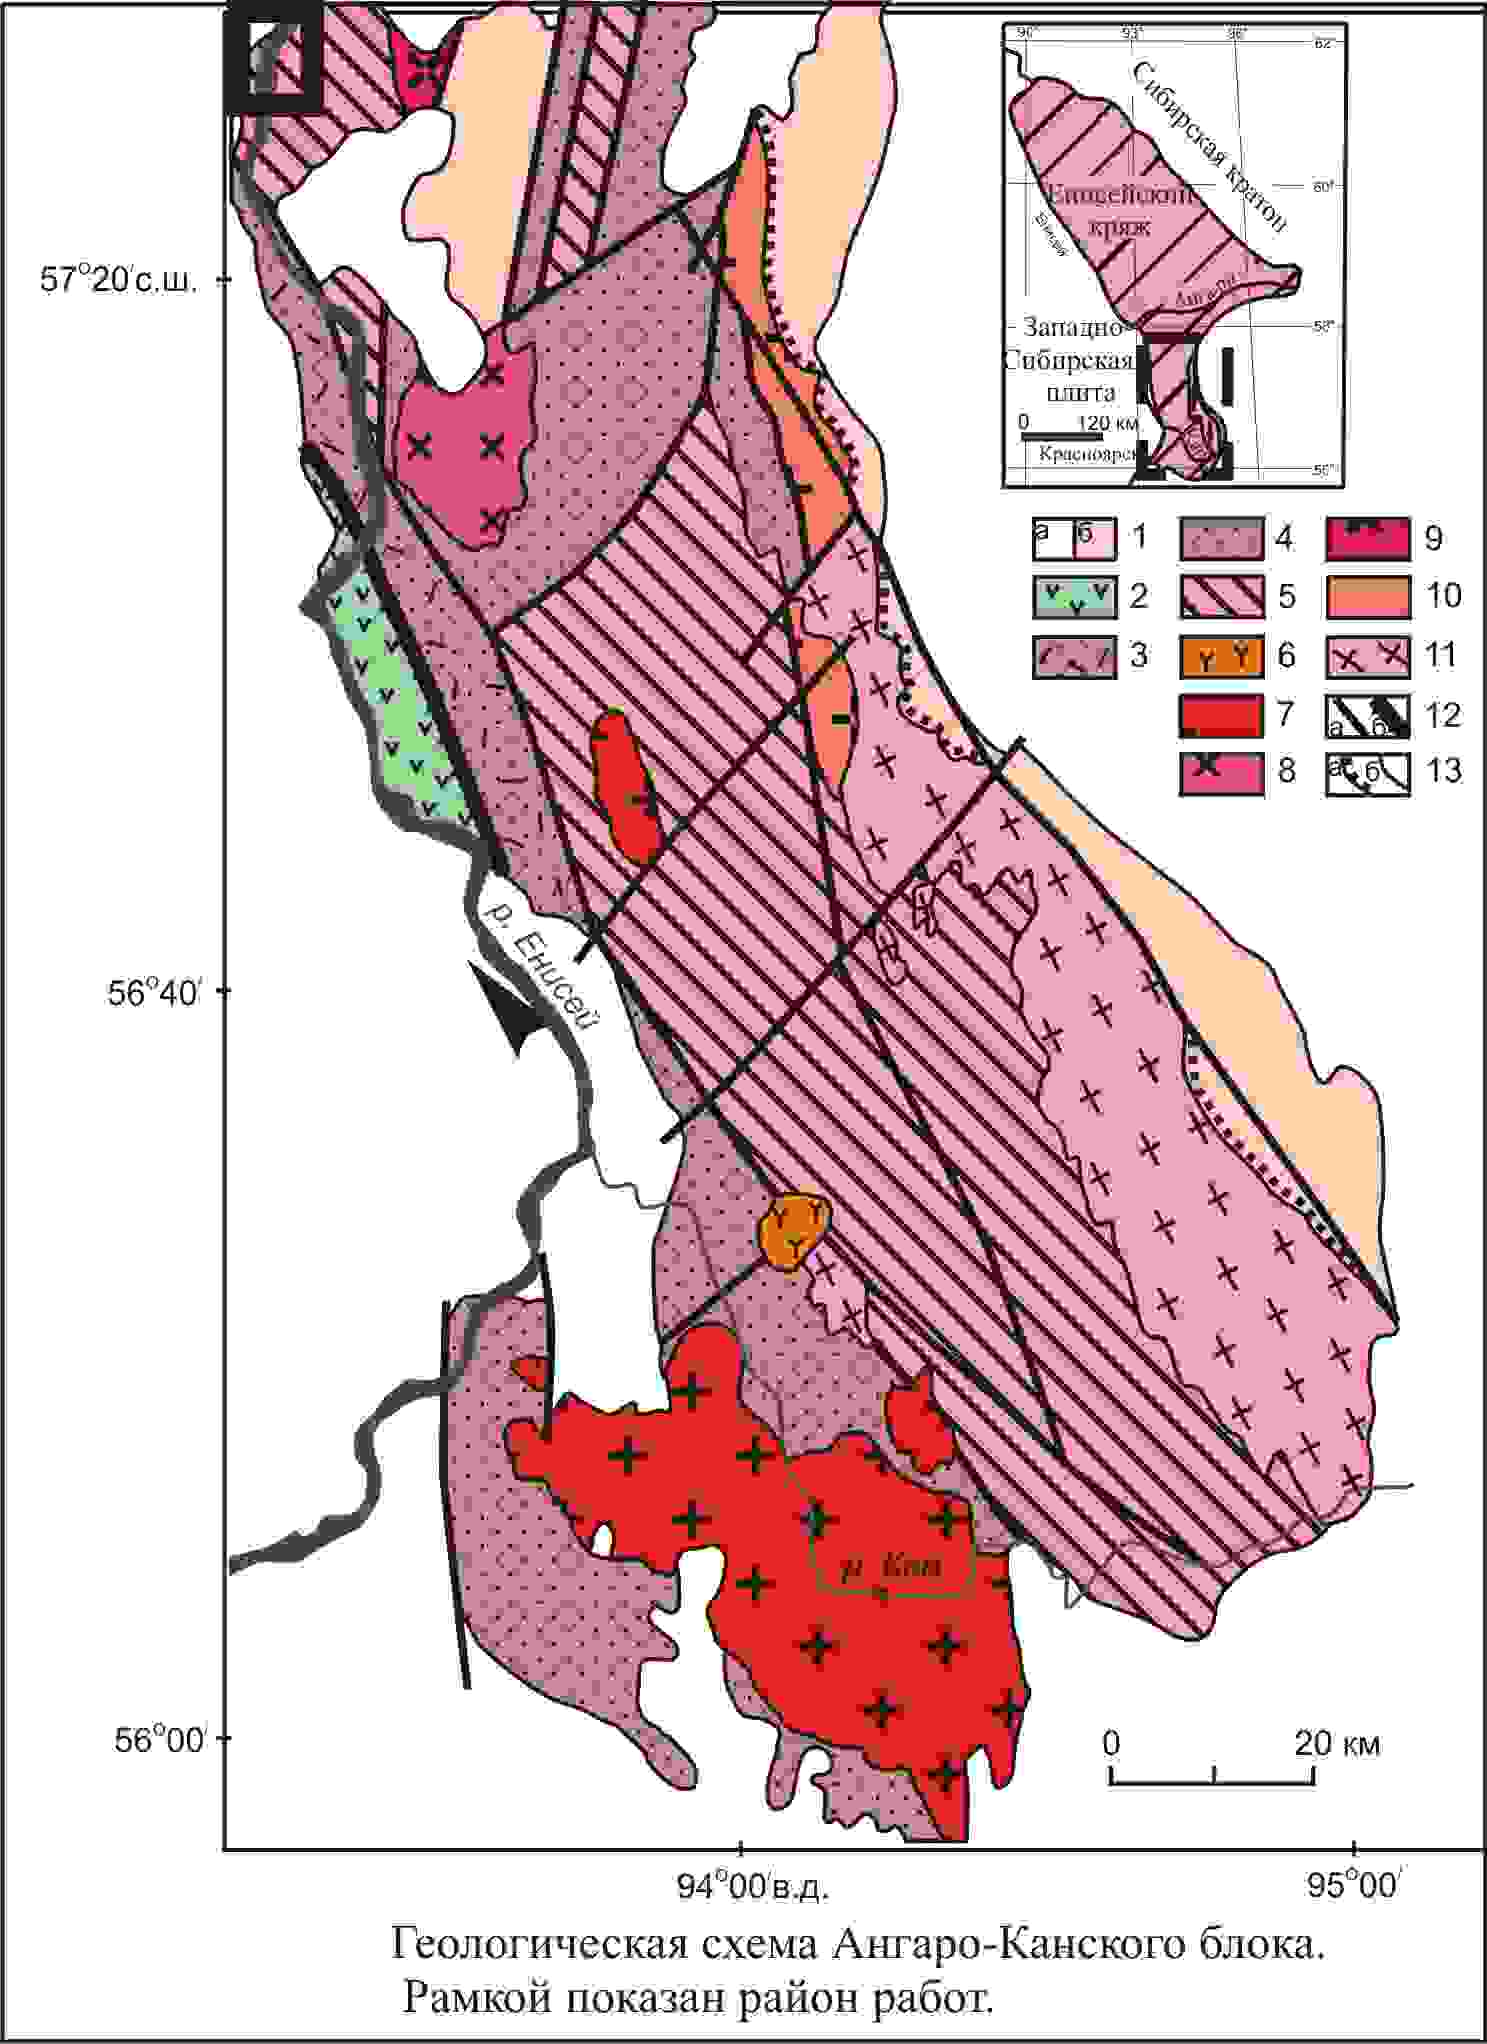 90°
93°
96°
62°
Сибирская кратон
60°
Енисейский
кряж
Енисей
Ангара
58°
Западно-
Сибирская
плита
0 120 км
Красноярск
56°
57°20′с.ш.
56°40′
56°00′
р. Енисей
р Кан
а б 1
2
3
4
5
6
7
8
9
10
11
а б 12
а б 13
0 20 км
94°00′в.д.
95°00′
Геологическая схема Ангаро-Канского блока.
Рамкой показан район работ.